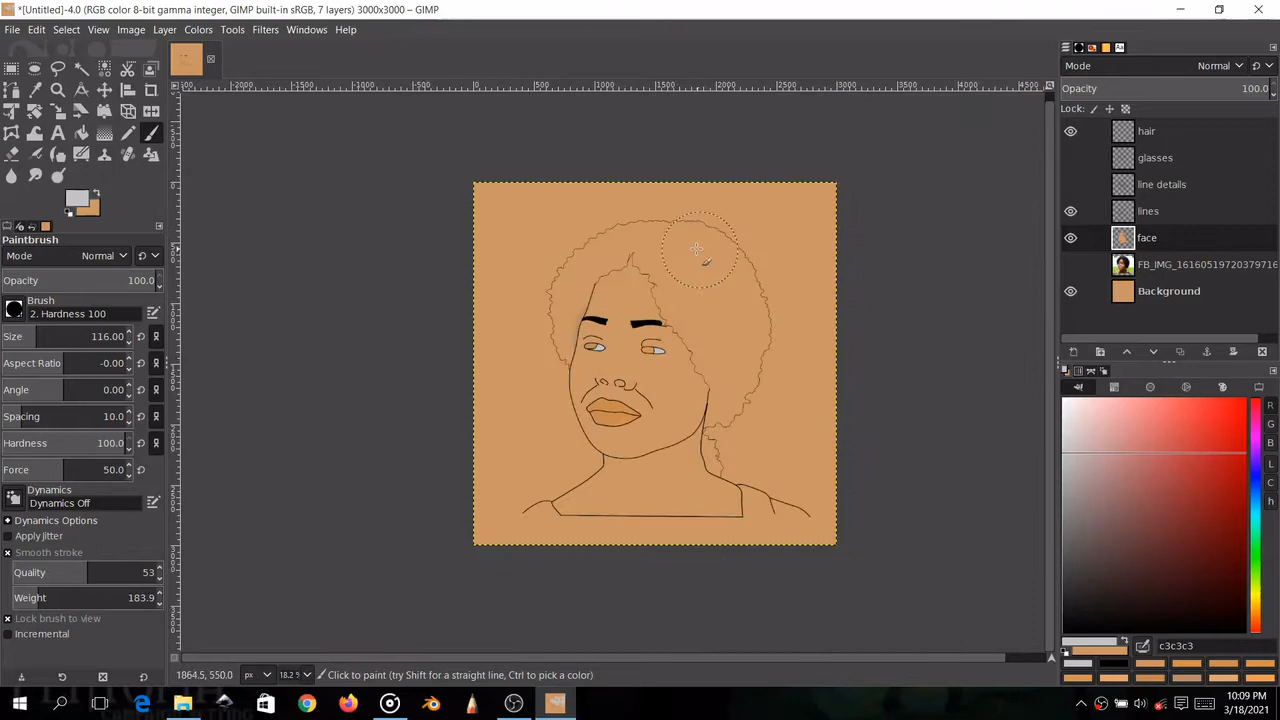 *[Untitled]-4.0 (RGB color 8-bit gamma integer, GIMP built-in sRGB, 7 layers) 3000x3000 – GIMP
File Edit Select View Image Layer Colors Tools Filters Windows Help
Mode Normal
Opacity 100.0
Lock:
hair
glasses
line details
lines
face
FB_IMG_16160519720379716
Background
Paintbrush
Mode Normal
Opacity 100.0
Brush
2. Hardness 100
Size 116.00
Aspect Ratio -0.00
Angle 0.00
Spacing 10.0
Hardness 100.0
Force 50.0
Dynamics
Dynamics Off
Dynamics Options
Apply Jitter
Smooth stroke
Quality 53
Weight 183.9
Lock brush to view
Incremental
R
G
B
L
C
h
c3c3c3
1864.5, 550.0 px 18.2 % Click to paint (try Shift for a straight line, Ctrl to pick a color)
10:09 PM
3/18/2021